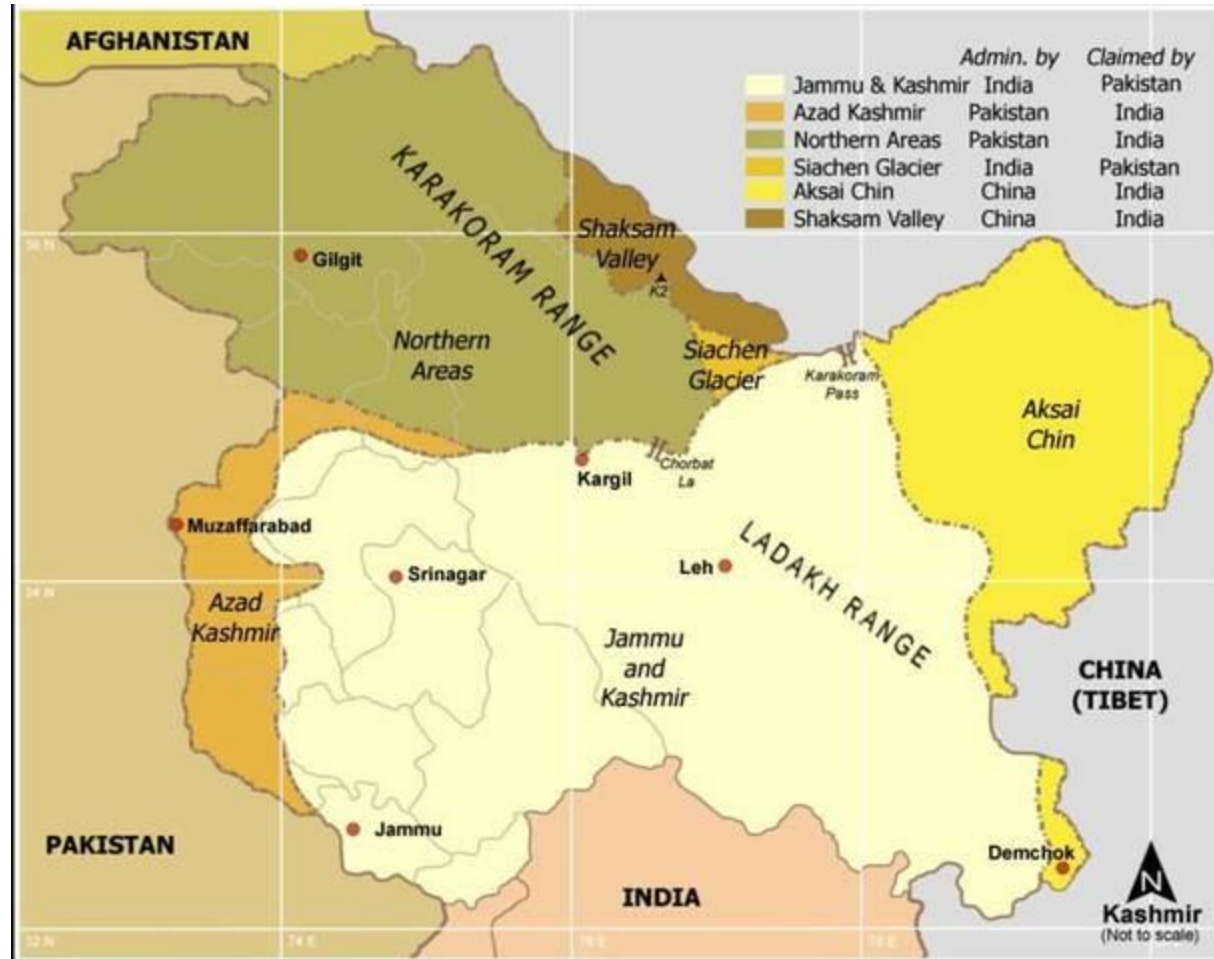 AFGHANISTAN
Admin. by Claimed by
Jammu & Kashmir India Pakistan
Azad Kashmir Pakistan India
Northern Areas Pakistan India
Siachen Glacier India Pakistan
Aksai Chin China India
Shaksam Valley China India
KARAKORAM RANGE
Shaksam
Valley
K2
Gilgit
Northern
Areas
Siachen
Glacier
Karakoram
Pass
Aksai
Chin
Kargil
Chorbat
La
Muzaffarabad
Srinagar
Leh
LADAKH RANGE
34 N
Azad
Kashmir
Jammu
and
Kashmir
CHINA
(TIBET)
Jammu
PAKISTAN
Demchok
INDIA
N
Kashmir
(Not to scale)
32 N
74 E